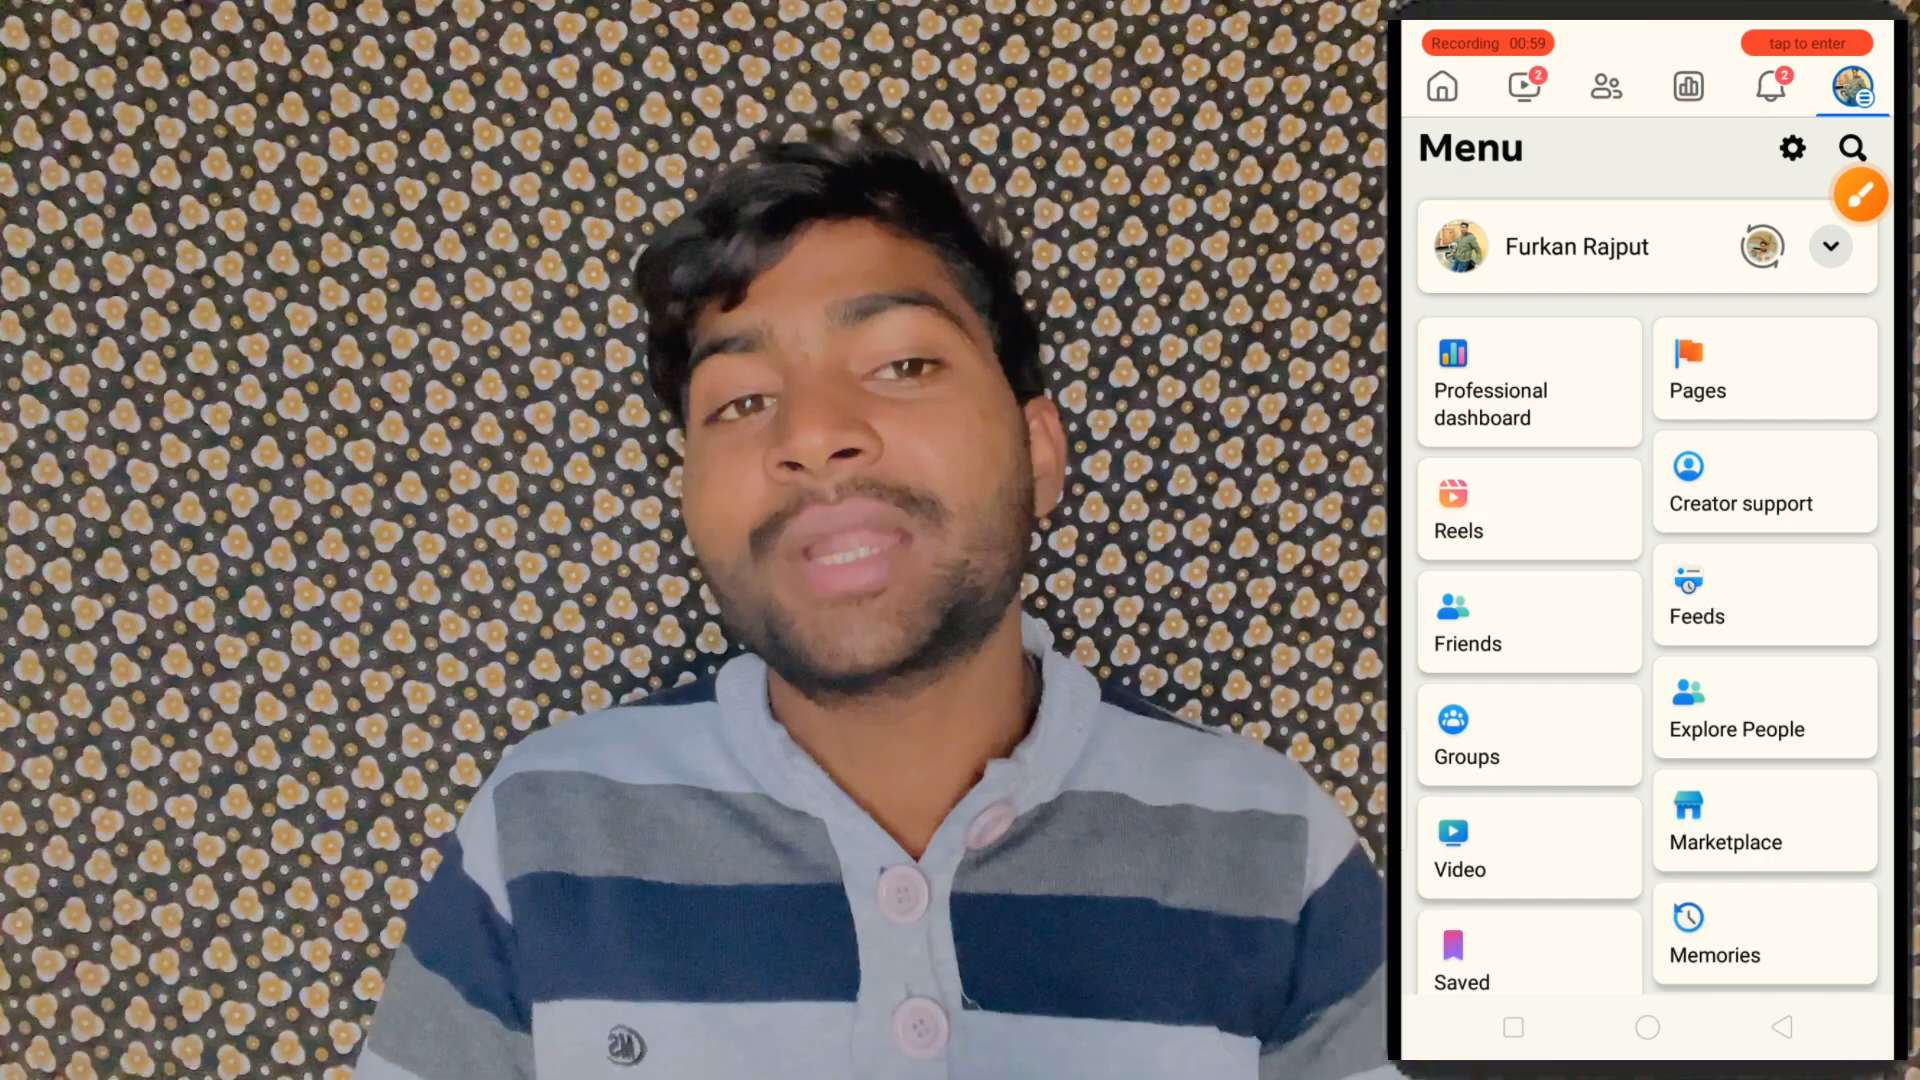 Recording 00:59
tap to enter
2
2
Menu
Furkan Rajput
Professional
dashboard
Pages
Creator support
Reels
Feeds
Friends
Explore People
Groups
Marketplace
Video
Memories
Saved